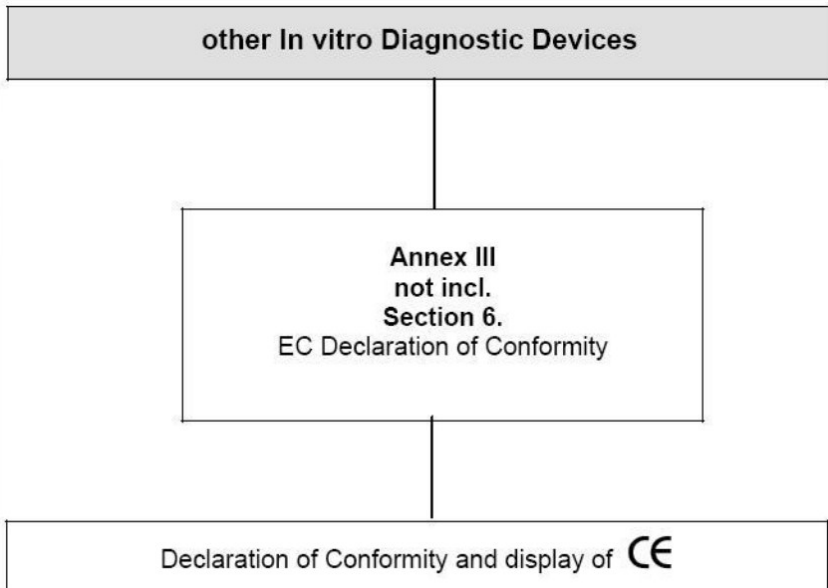 other In vitro Diagnostic Devices
Annex III
not incl.
Section 6.
EC Declaration of Conformity
Declaration of Conformity and display of CE